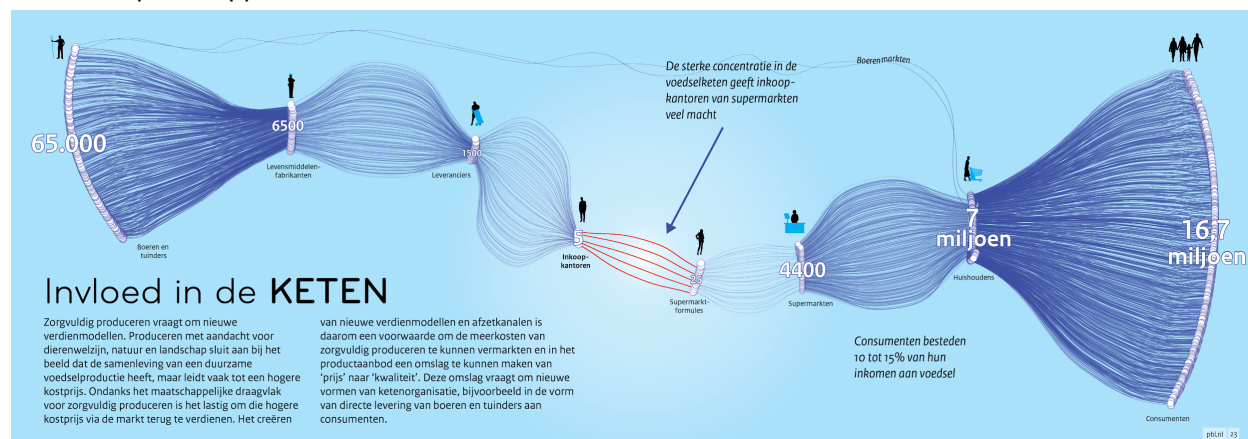 De sterke concentratie in de
voedselketen geeft inkoop-
kantoren van supermarkten
veel macht
Boerenmarkten
65.000
Boeren en
tuinders
6500
Levensmiddelen-
fabrikanten
1500
Leveranciers
5
Inkoop-
kantoren
25
Supermarkt-
formules
4400
Supermarkten
7
miljoen
Huishoudens
16,7
miljoen
Consumenten
Consumenten besteden
10 tot 15% van hun
inkomen aan voedsel
Invloed in de KETEN
Zorgvuldig produceren vraagt om nieuwe
verdienmodellen. Produceren met aandacht voor
dierenwelzijn, natuur en landschap sluit aan bij het
beeld dat de samenleving van een duurzame
voedselproductie heeft, maar leidt vaak tot een hogere
kostprijs. Ondanks het maatschappelijke draagvlak
voor zorgvuldig produceren is het lastig om die hogere
kostprijs via de markt terug te verdienen. Het creëren
van nieuwe verdienmodellen en afzetkanalen is
daarom een voorwaarde om de meerkosten van
zorgvuldig produceren te kunnen vermarkten en in het
productaanbod een omslag te kunnen maken van
‘prijs’ naar ‘kwaliteit’. Deze omslag vraagt om nieuwe
vormen van ketenorganisatie, bijvoorbeeld in de vorm
van directe levering van boeren en tuinders aan
consumenten.
pbl.nl | 23